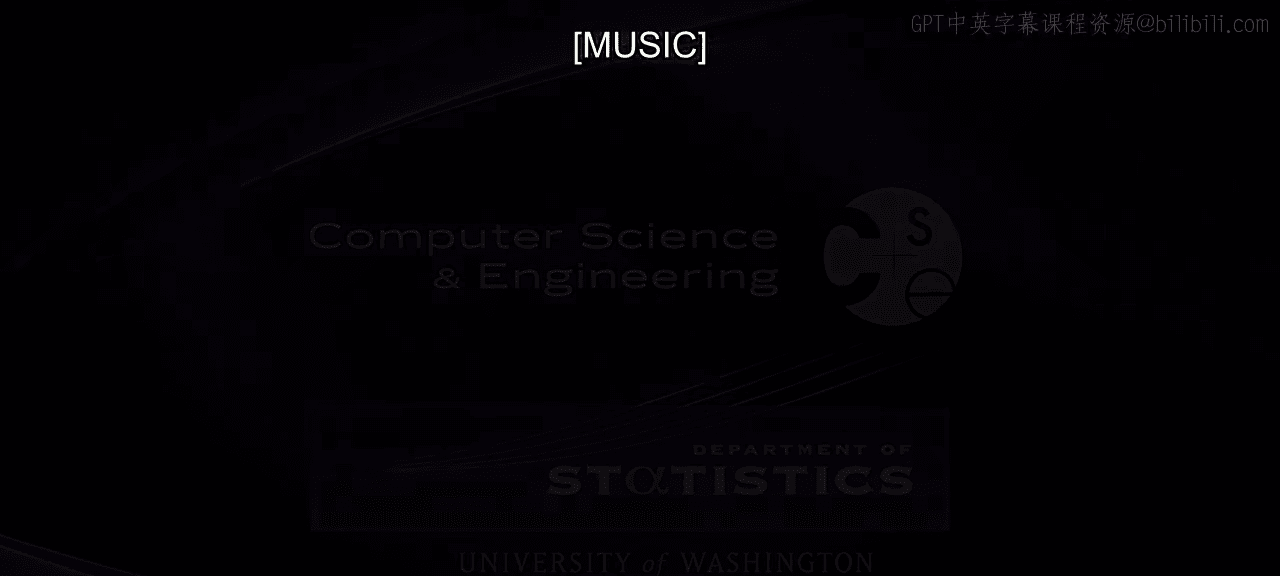 GPT中英字幕课程资源@bilibili.com
[MUSIC]
Computer Science
& Engineering
C s e
DEPARTMENT OF
STαTISTICS
UNIVERSITY of WASHINGTON